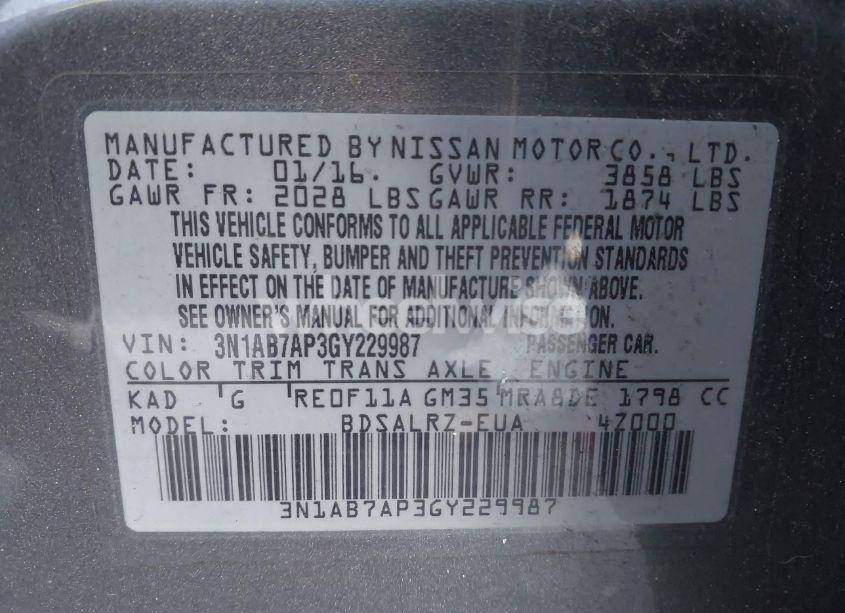 MANUFACTURED BY NISSAN MOTOR CO., LTD.
DATE: 01/16. GVWR: 3858 LBS
GAWR FR: 2028 LBS GAWR RR: 1874 LBS
THIS VEHICLE CONFORMS TO ALL APPLICABLE FEDERAL MOTOR
VEHICLE SAFETY, BUMPER AND THEFT PREVENTION STANDARDS
IN EFFECT ON THE DATE OF MANUFACTURE SHOWN ABOVE.
SEE OWNER'S MANUAL FOR ADDITIONAL INFORMATION.
VIN: 3N1AB7AP3GY229987 PASSENGER CAR.
COLOR TRIM TRANS AXLE ENGINE
KAD G RE0F11A GM35 MRA8DE 1798 CC
MODEL: BDSALRZ-EUA 4Z000
3N1AB7AP3GY229987